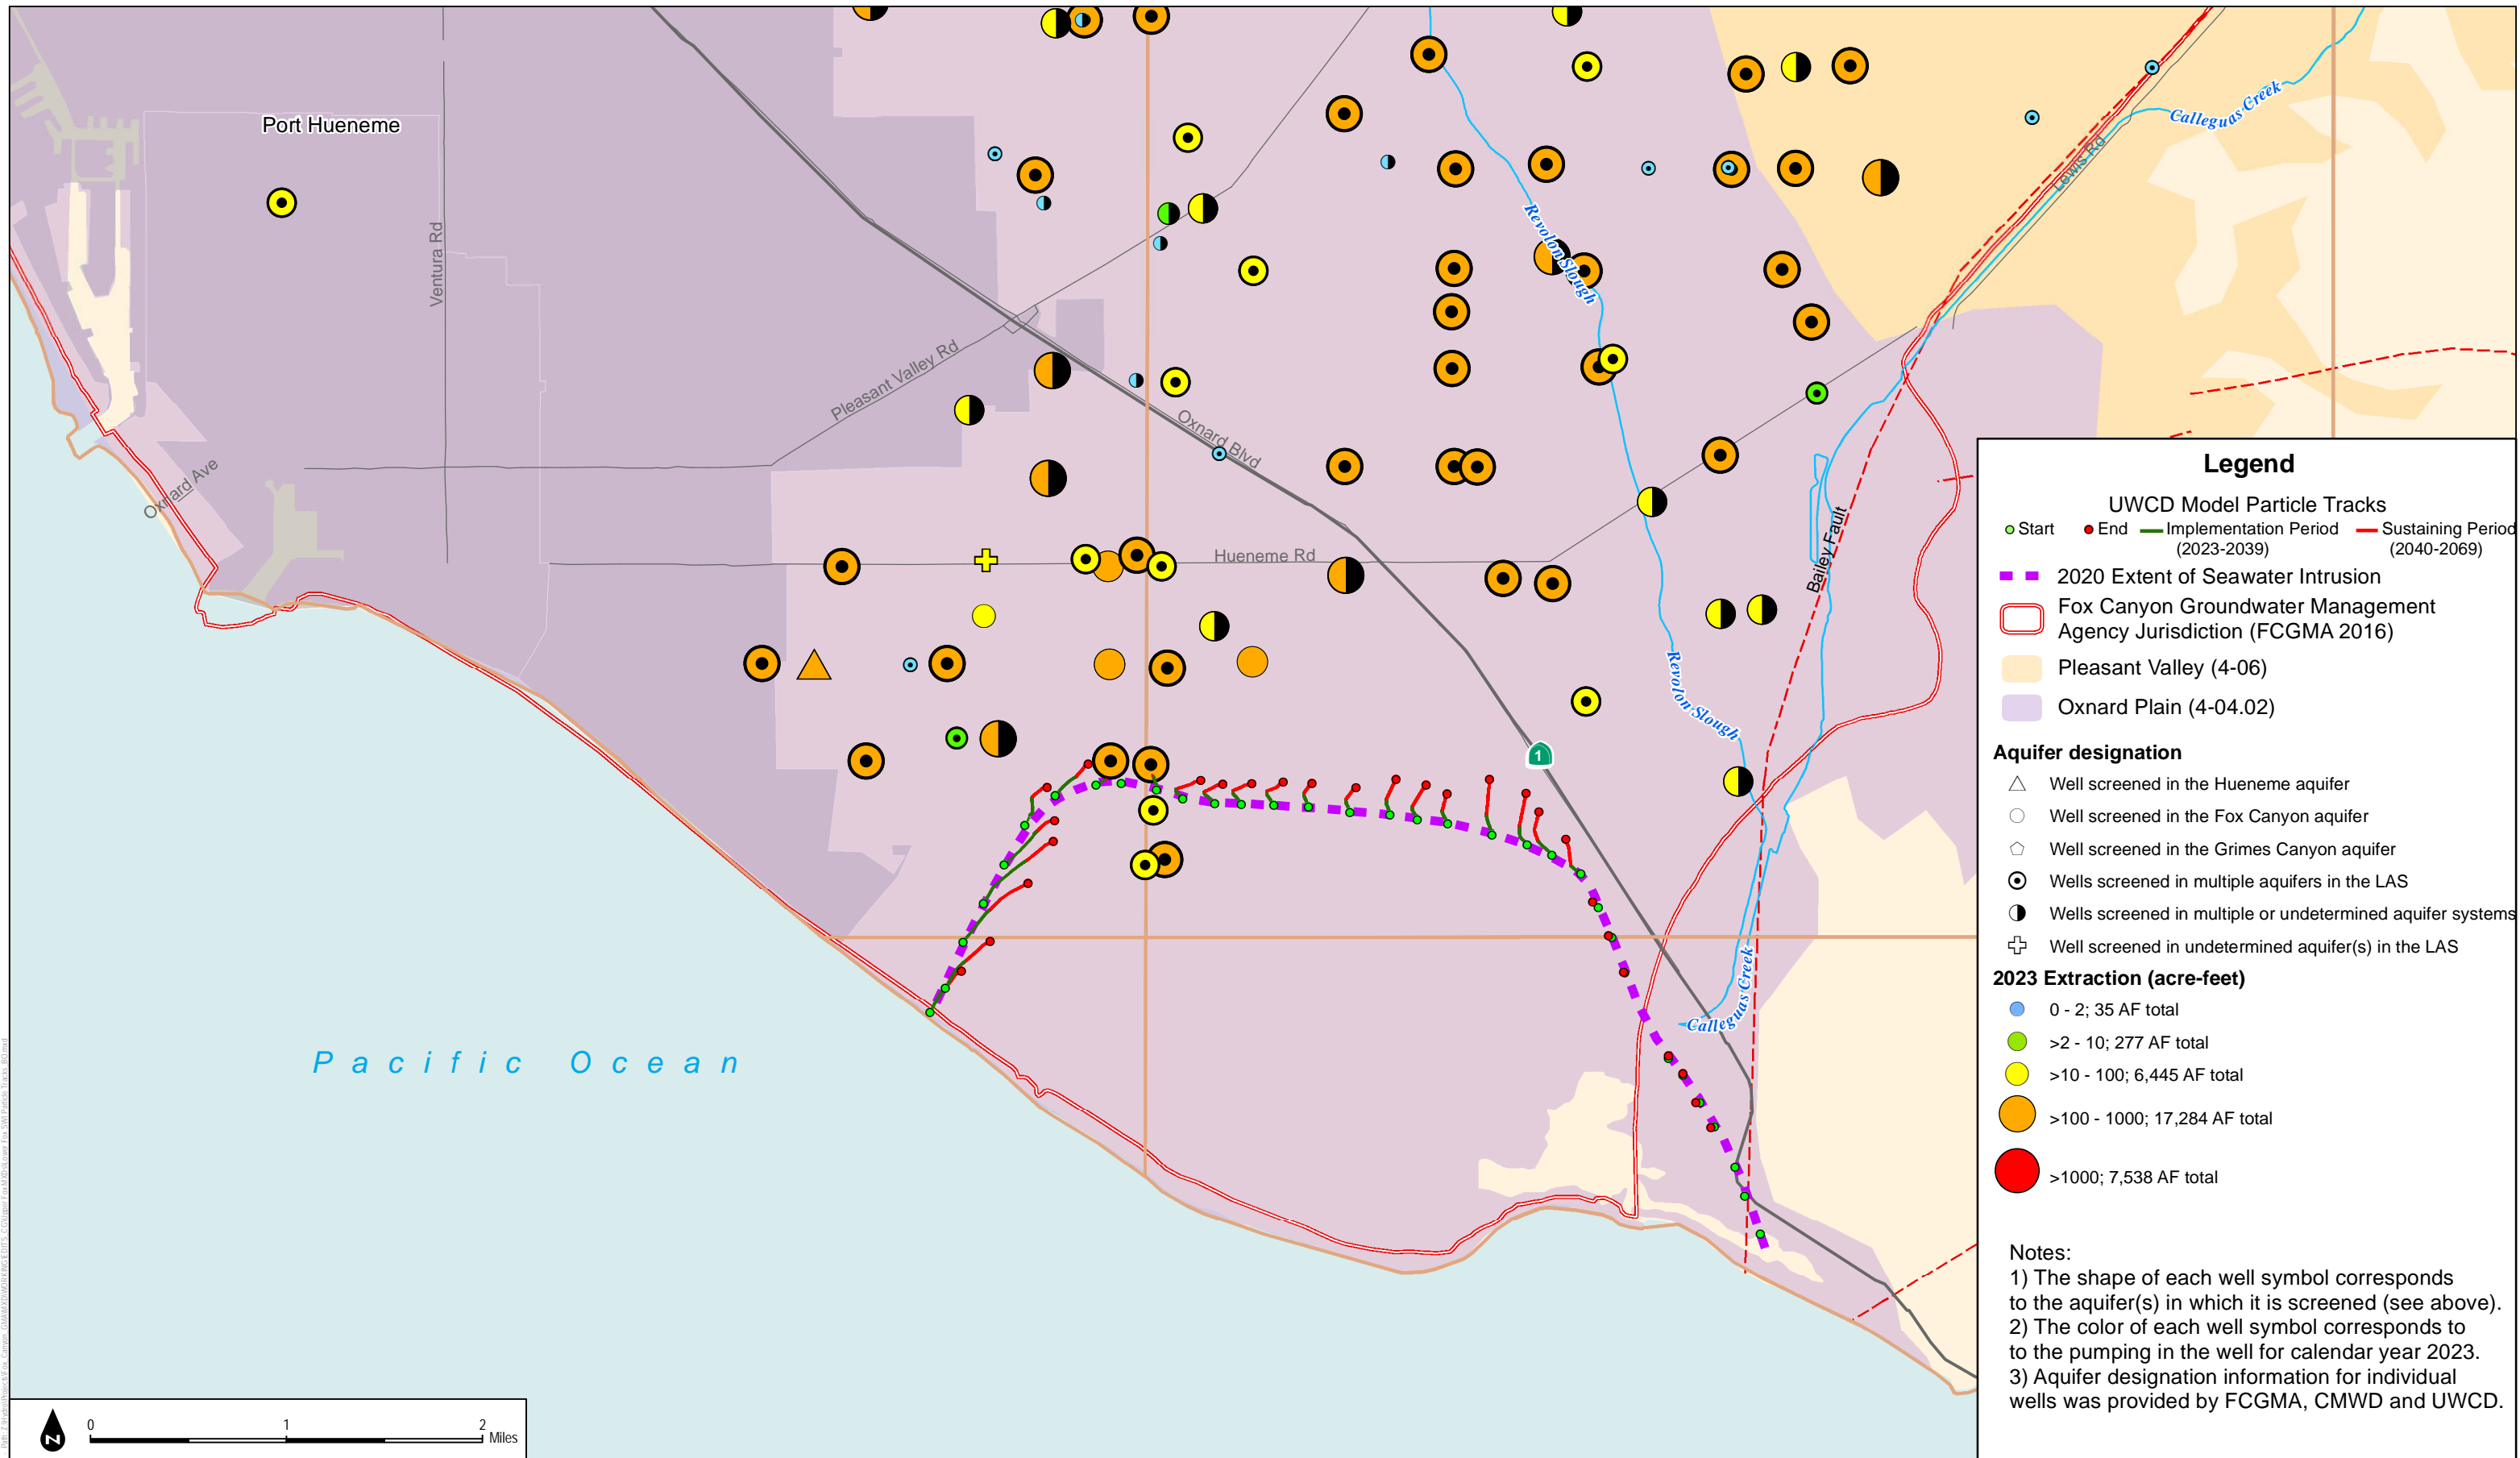 Port Hueneme
Ventura Rd
Oxnard Ave
Pleasant Valley Rd
Oxnard Blvd
Hueneme Rd
Revolon Slough
Revolon Slough
Calleguas Creek
Lewis Rd
Bailey Fault
1
Calleguas Creek
Pacific Ocean
0 1 2
Miles
N
Legend
UWCD Model Particle Tracks
Start End Implementation Period Sustaining Period
(2023-2039) (2040-2069)
2020 Extent of Seawater Intrusion
Fox Canyon Groundwater Management
Agency Jurisdiction (FCGMA 2016)
Pleasant Valley (4-06)
Oxnard Plain (4-04.02)
Aquifer designation
Well screened in the Hueneme aquifer
Well screened in the Fox Canyon aquifer
Well screened in the Grimes Canyon aquifer
Wells screened in multiple aquifers in the LAS
Wells screened in multiple or undetermined aquifer systems
Well screened in undetermined aquifer(s) in the LAS
2023 Extraction (acre-feet)
0 - 2; 35 AF total
>2 - 10; 277 AF total
>10 - 100; 6,445 AF total
>100 - 1000; 17,284 AF total
>1000; 7,538 AF total
Notes:
1) The shape of each well symbol corresponds
to the aquifer(s) in which it is screened (see above).
2) The color of each well symbol corresponds to
to the pumping in the well for calendar year 2023.
3) Aquifer designation information for individual
wells was provided by FCGMA, CMWD and UWCD.